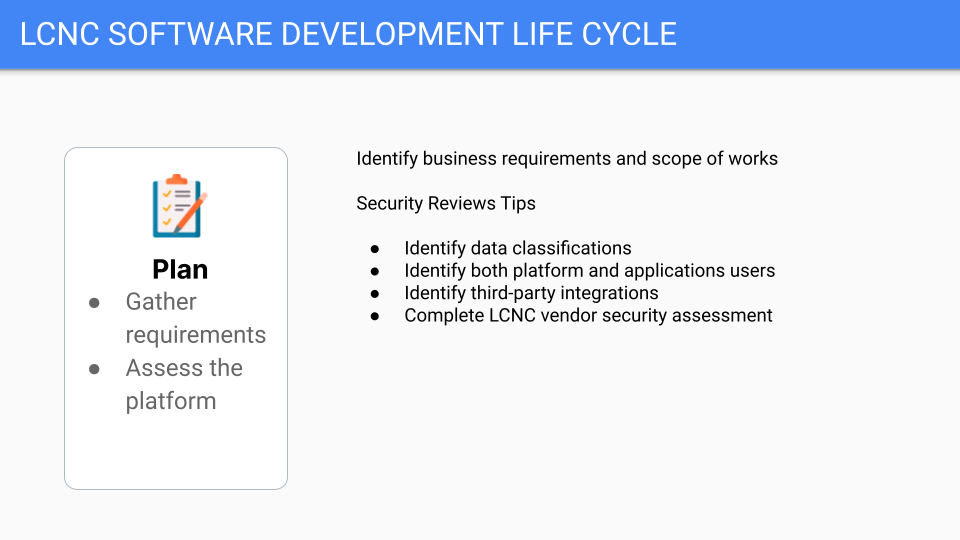 LCNC SOFTWARE DEVELOPMENT LIFE CYCLE
Plan
● Gather
requirements
● Assess the
platform
Identify business requirements and scope of works
Security Reviews Tips
● Identify data classifications
● Identify both platform and applications users
● Identify third-party integrations
● Complete LCNC vendor security assessment